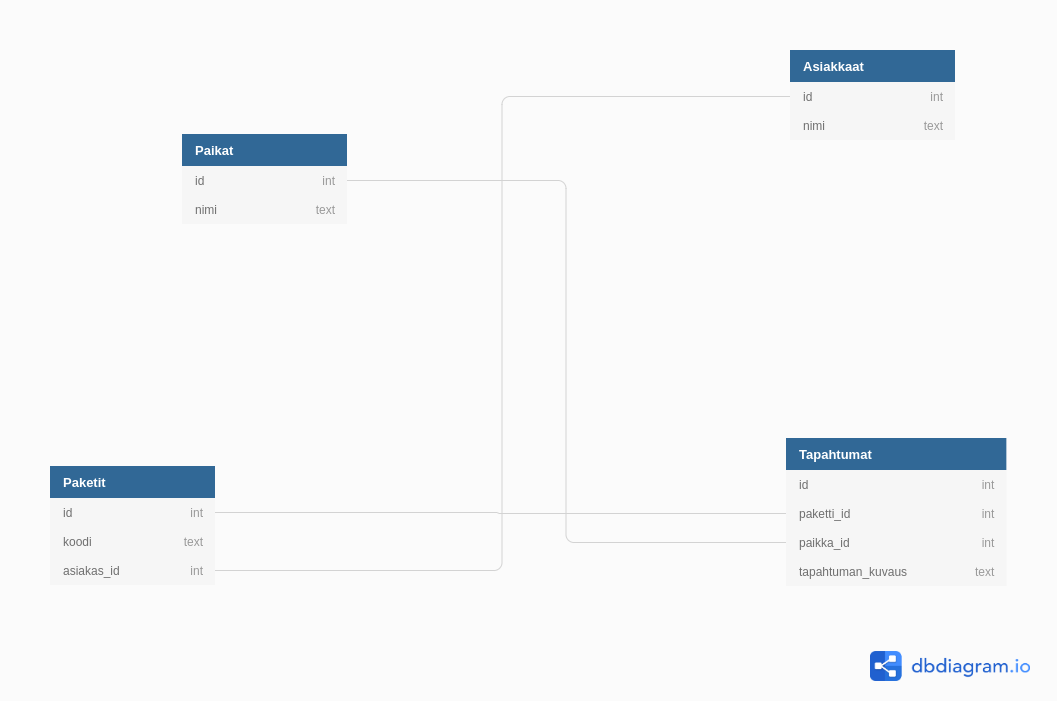 Asiakkaat
id int
nimi text
Paikat
id int
nimi text
Paketit
id int
koodi text
asiakas_id int
Tapahtumat
id int
paketti_id int
paikka_id int
tapahtuman_kuvaus text
dbdiagram.io